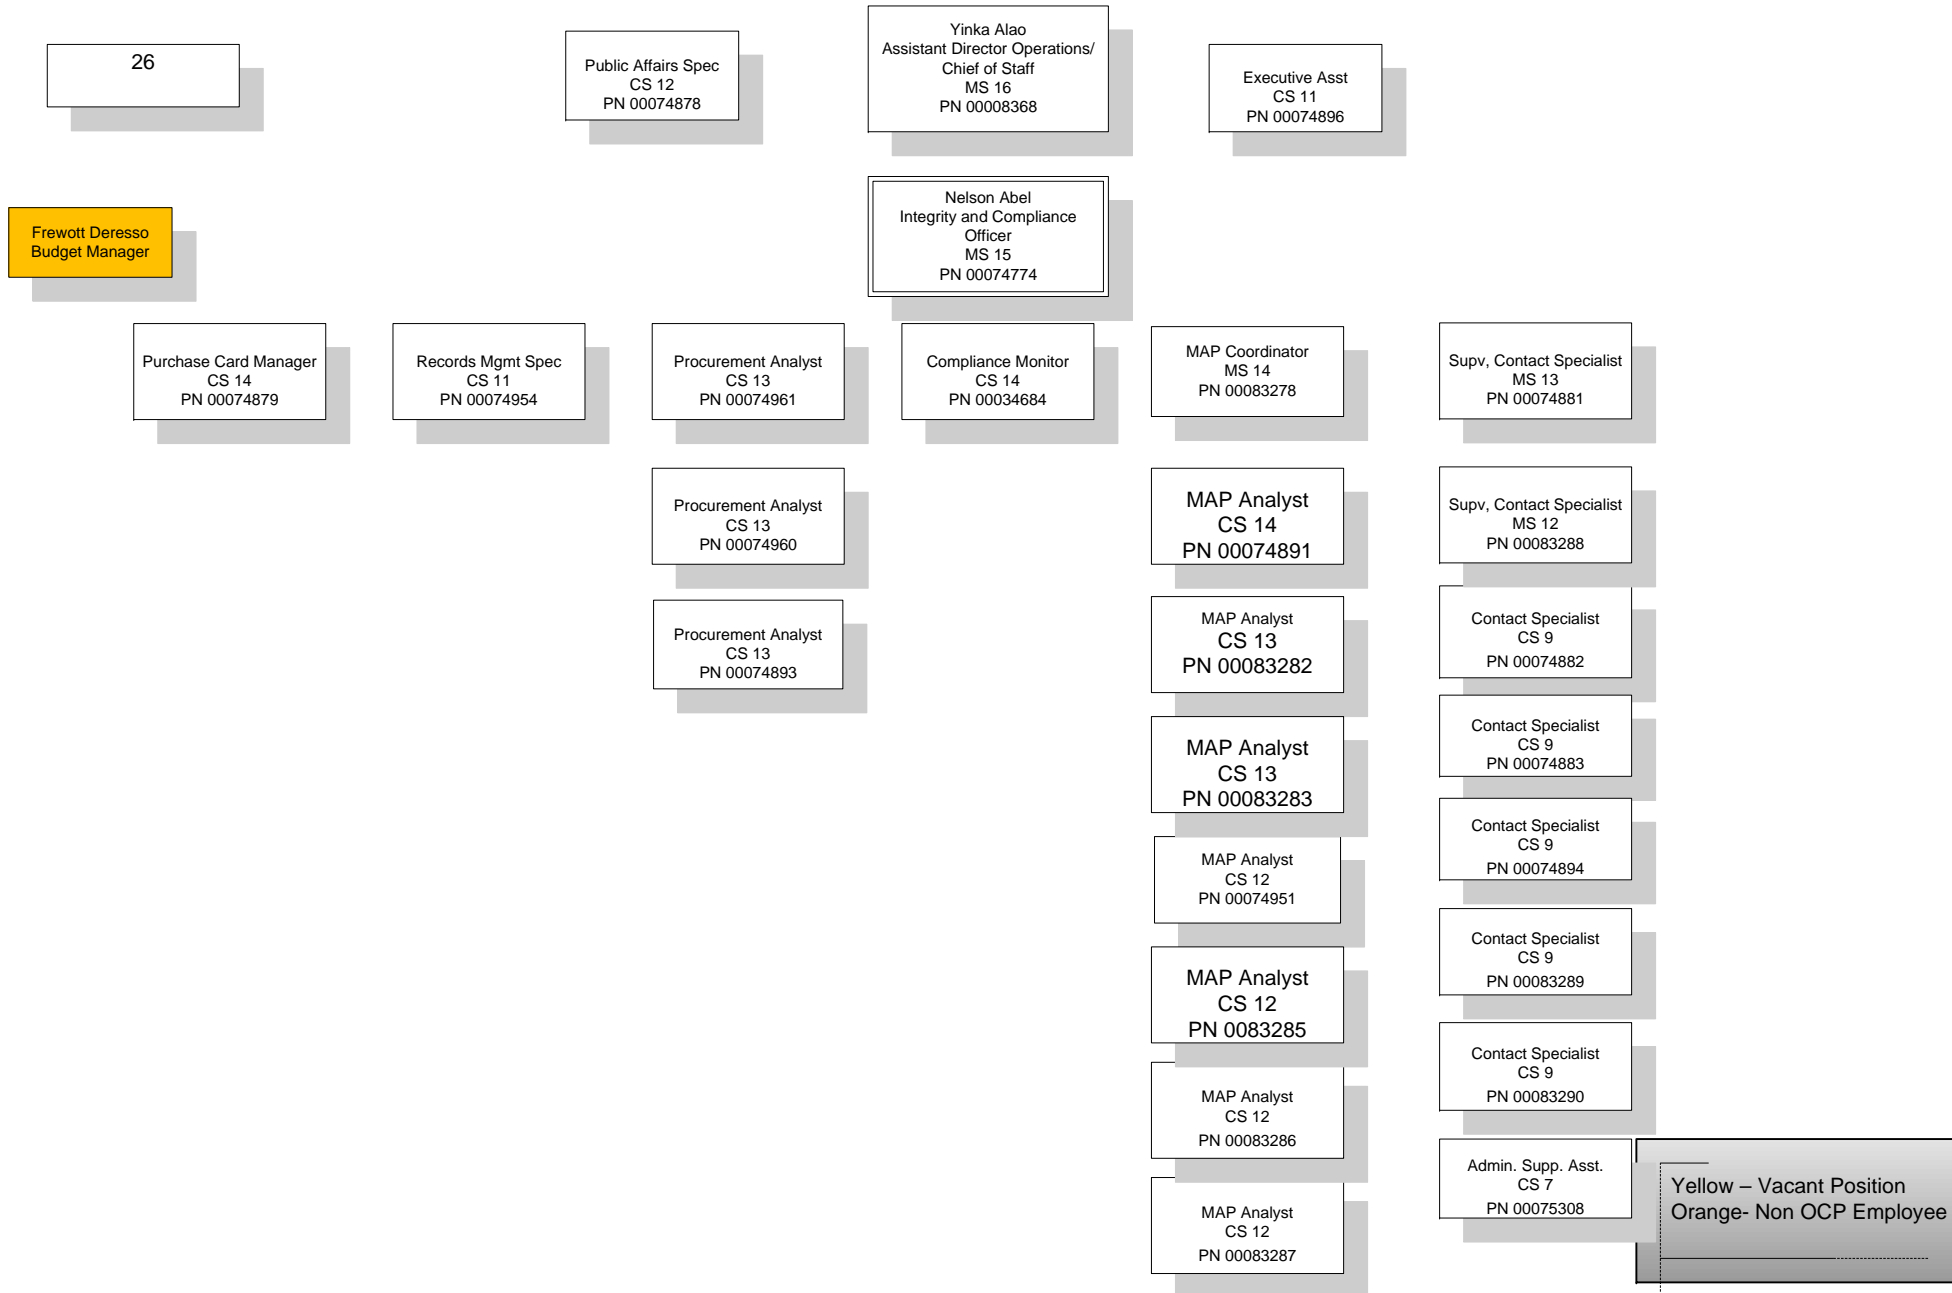 26
Public Affairs Spec
CS 12
PN 00074878
Yinka Alao
Assistant Director Operations/
Chief of Staff
MS 16
PN 00008368
Executive Asst
CS 11
PN 00074896
Frewott Deresso
Budget Manager
Nelson Abel
Integrity and Compliance
Officer
MS 15
PN 00074774
Purchase Card Manager
CS 14
PN 00074879
Records Mgmt Spec
CS 11
PN 00074954
Procurement Analyst
CS 13
PN 00074961
Compliance Monitor
CS 14
PN 00034684
MAP Coordinator
MS 14
PN 00083278
Supv, Contact Specialist
MS 13
PN 00074881
Procurement Analyst
CS 13
PN 00074960
MAP Analyst
CS 14
PN 00074891
Supv, Contact Specialist
MS 12
PN 00083288
Procurement Analyst
CS 13
PN 00074893
MAP Analyst
CS 13
PN 00083282
Contact Specialist
CS 9
PN 00074882
MAP Analyst
CS 13
PN 00083283
Contact Specialist
CS 9
PN 00074883
MAP Analyst
CS 12
PN 00074951
Contact Specialist
CS 9
PN 00074894
MAP Analyst
CS 12
PN 0083285
Contact Specialist
CS 9
PN 00083289
MAP Analyst
CS 12
PN 00083286
Contact Specialist
CS 9
PN 00083290
MAP Analyst
CS 12
PN 00083287
Admin. Supp. Asst.
CS 7
PN 00075308
Yellow – Vacant Position
Orange- Non OCP Employee